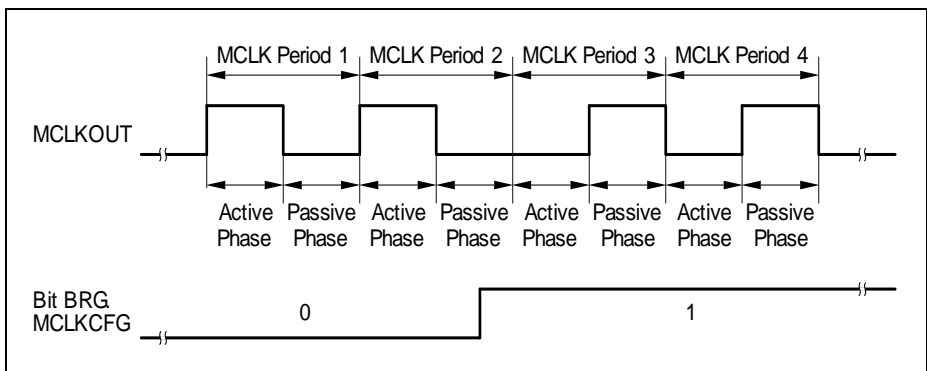 MCLK Period 1 MCLK Period 2 MCLK Period 3 MCLK Period 4
MCLKOUT
Active Passive Active Passive Active Passive Active Passive
Phase Phase Phase Phase Phase Phase Phase Phase
Bit BRG.
MCLKCFG
0 1